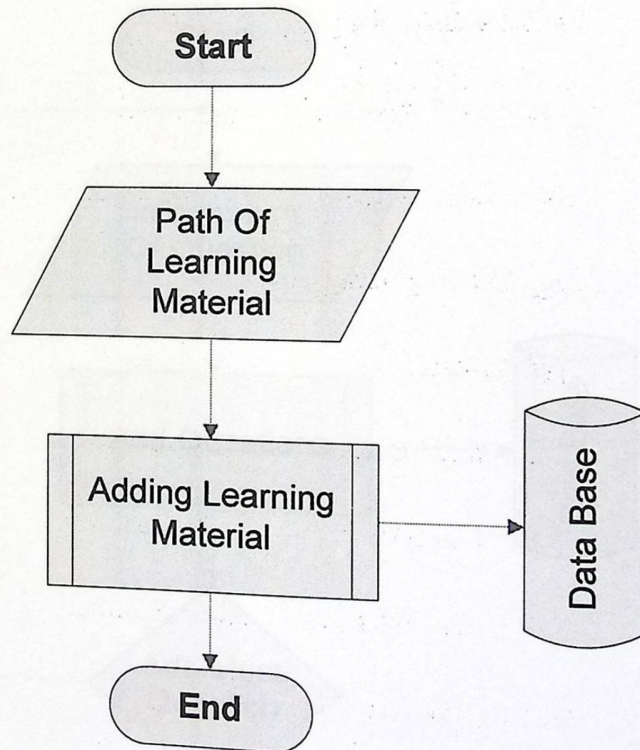 Start
Path Of
Learning
Material
Adding Learning
Material
Data Base
End